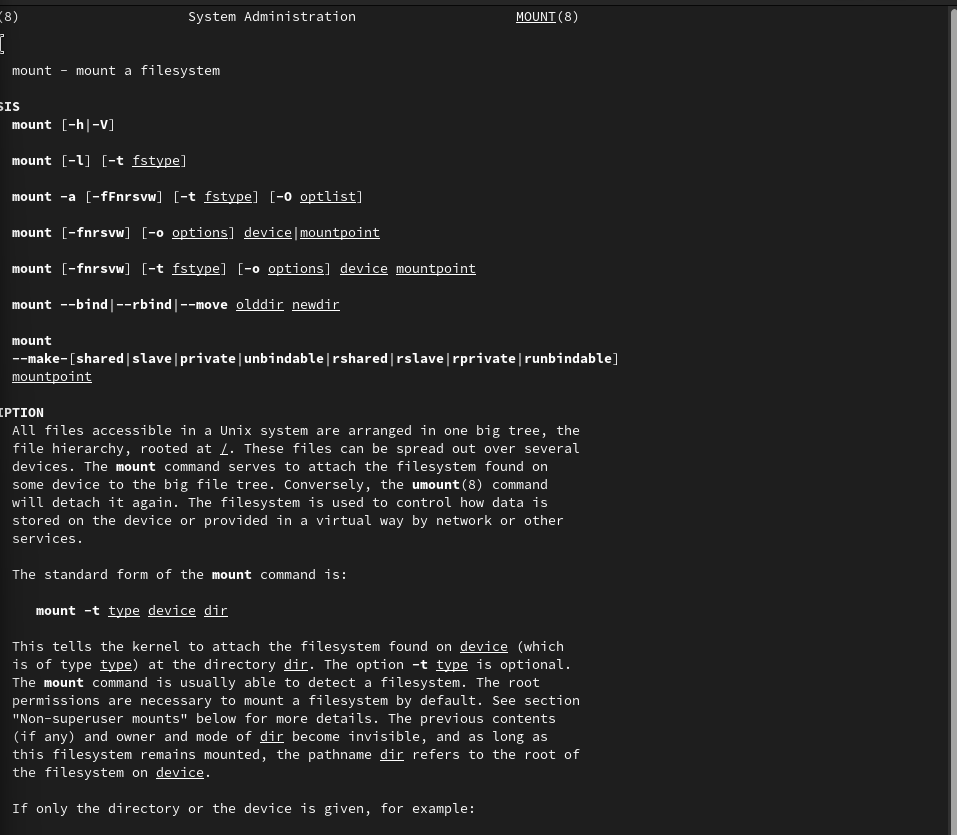 (8) System Administration MOUNT(8)
mount - mount a filesystem
SIS
mount [-h|-V]
mount [-l] [-t fstype]
mount -a [-fFnrsvw] [-t fstype] [-O optlist]
mount [-fnrsvw] [-o options] device|mountpoint
mount [-fnrsvw] [-t fstype] [-o options] device mountpoint
mount --bind|--rbind|--move olddir newdir
mount
--make-[shared|slave|private|unbindable|rshared|rslave|rprivate|runbindable]
mountpoint
IPTION
All files accessible in a Unix system are arranged in one big tree, the
file hierarchy, rooted at /. These files can be spread out over several
devices. The mount command serves to attach the filesystem found on
some device to the big file tree. Conversely, the umount(8) command
will detach it again. The filesystem is used to control how data is
stored on the device or provided in a virtual way by network or other
services.
The standard form of the mount command is:
mount -t type device dir
This tells the kernel to attach the filesystem found on device (which
is of type type) at the directory dir. The option -t type is optional.
The mount command is usually able to detect a filesystem. The root
permissions are necessary to mount a filesystem by default. See section
"Non-superuser mounts" below for more details. The previous contents
(if any) and owner and mode of dir become invisible, and as long as
this filesystem remains mounted, the pathname dir refers to the root of
the filesystem on device.
If only the directory or the device is given, for example: